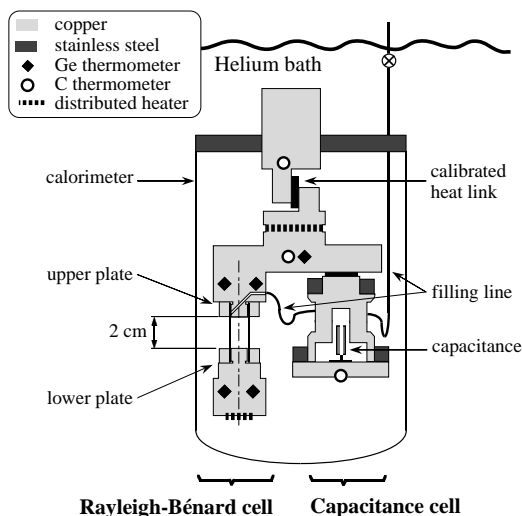 copper
stainless steel
Ge thermometer
C thermometer
distributed heater
Helium bath
calorimeter
calibrated
heat link
upper plate
filling line
2 cm
capacitance
lower plate
Rayleigh-Bénard cell
Capacitance cell